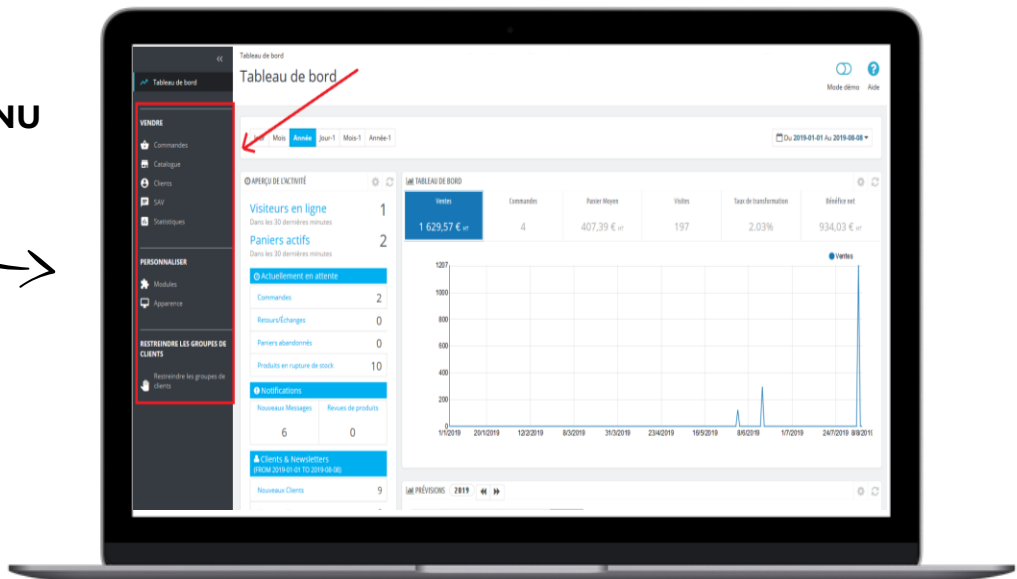 NU
«
Tableau de bord
VENDRE
Commandes
Catalogue
Clients
SAV
Statistiques
PERSONNALISER
Modules
Apparence
RESTREINDRE LES GROUPES DE
CLIENTS
Restreindre les groupes de
clients
Tableau de bord
Tableau de bord
Mode démo
Aide
Jour Mois Année Jour-1 Mois-1 Année-1
Du 2019-01-01 Au 2019-08-08
APERÇU DE L'ACTIVITÉ
Visiteurs en ligne 1
Dans les 30 dernières minutes
Paniers actifs 2
Dans les 30 dernières minutes
Actuellement en attente
Commandes 2
Retours/Échanges 0
Paniers abandonnés 0
Produits en rupture de stock 10
Notifications
Nouveaux Messages Revues de produits
6 0
Clients & Newsletters
(FROM 2019-01-01 TO 2019-08-08)
Nouveaux Clients 9
TABLEAU DE BORD
Ventes Commandes Panier Moyen Visites Taux de transformation Bénéfice net
1 629,57 € HT 4 407,39 € HT 197 2.03% 934,03 € HT
Ventes
1207
1000
800
600
400
200
0
1/1/2019 20/1/2019 12/2/2019 8/3/2019 31/3/2019 23/4/2019 16/5/2019 8/6/2019 1/7/2019 24/7/2019 8/8/2019
PRÉVISIONS 2019